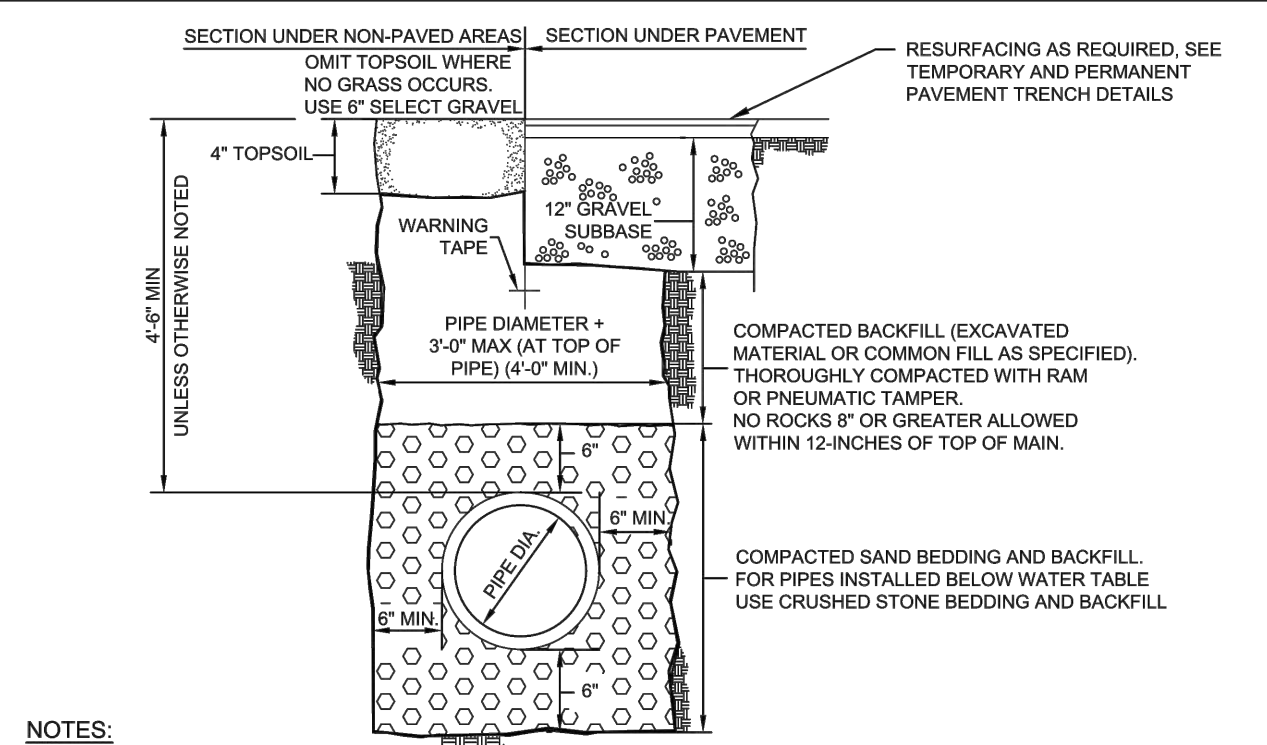 SECTION UNDER NON-PAVED AREAS
SECTION UNDER PAVEMENT
OMIT TOPSOIL WHERE
NO GRASS OCCURS.
USE 6" SELECT GRAVEL
RESURFACING AS REQUIRED, SEE
TEMPORARY AND PERMANENT
PAVEMENT TRENCH DETAILS
4" TOPSOIL
12" GRAVEL
SUBBASE
WARNING
TAPE
4'-6" MIN
UNLESS OTHERWISE NOTED
PIPE DIAMETER +
3'-0" MAX (AT TOP OF
PIPE) (4'-0" MIN.)
COMPACTED BACKFILL (EXCAVATED
MATERIAL OR COMMON FILL AS SPECIFIED).
THOROUGHLY COMPACTED WITH RAM
OR PNEUMATIC TAMPER.
NO ROCKS 8" OR GREATER ALLOWED
WITHIN 12-INCHES OF TOP OF MAIN.
6"
6" MIN.
PIPE DIA.
6" MIN.
6"
COMPACTED SAND BEDDING AND BACKFILL.
FOR PIPES INSTALLED BELOW WATER TABLE
USE CRUSHED STONE BEDDING AND BACKFILL
NOTES: